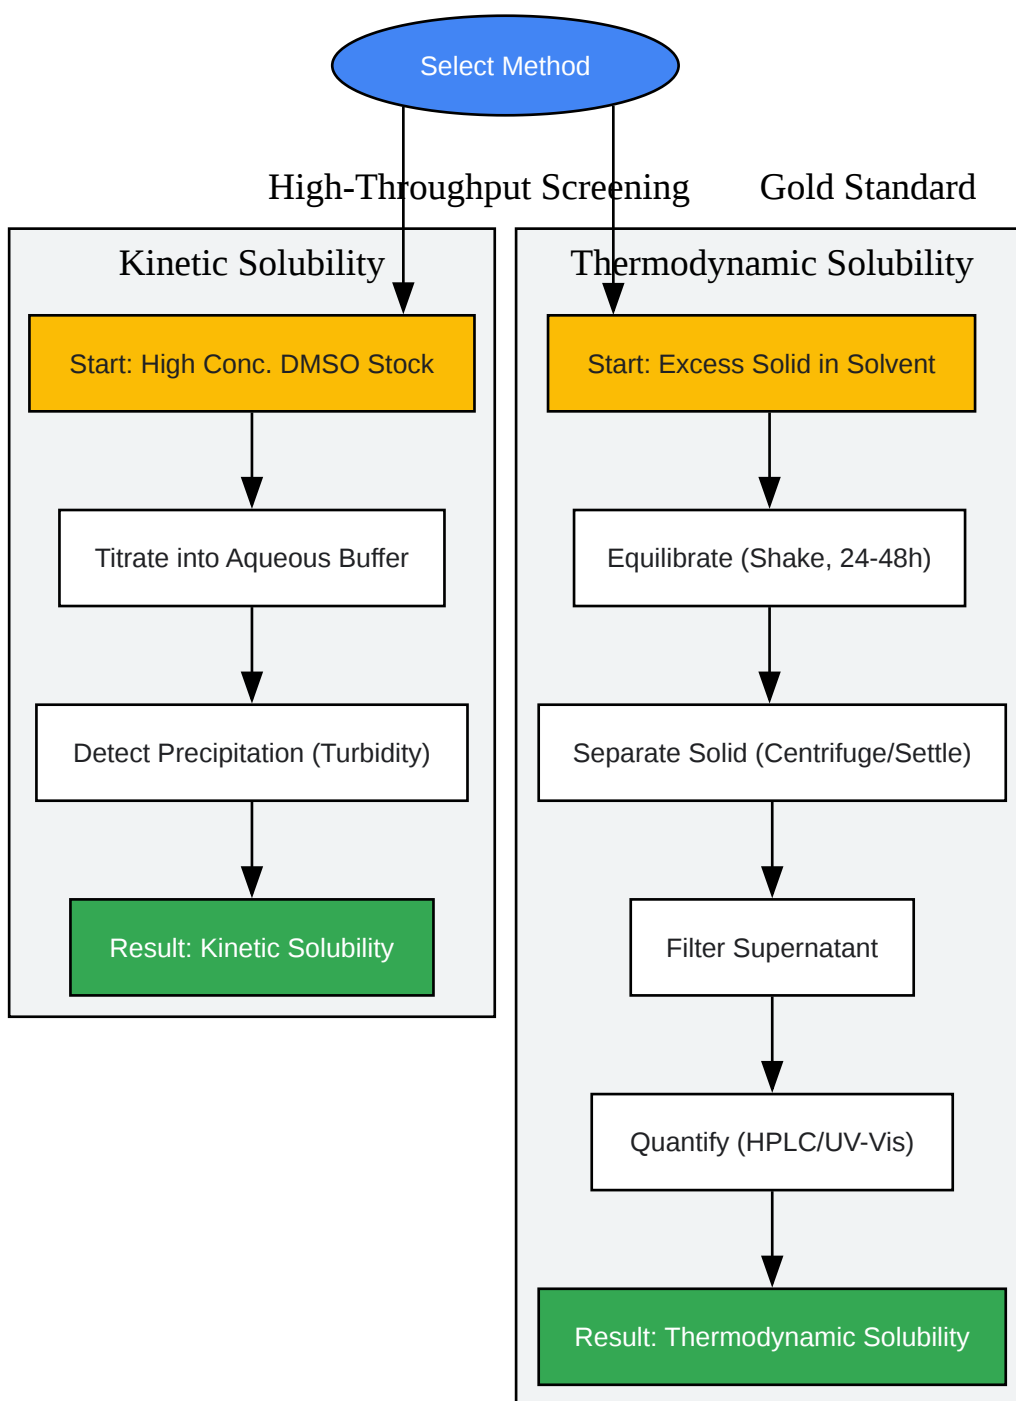 Select Method
High-Throughput Screening
Gold Standard
Kinetic Solubility
Start: High Conc. DMSO Stock
Titrate into Aqueous Buffer
Detect Precipitation (Turbidity)
Result: Kinetic Solubility
Thermodynamic Solubility
Start: Excess Solid in Solvent
Equilibrate (Shake, 24-48h)
Separate Solid (Centrifuge/Settle)
Filter Supernatant
Quantify (HPLC/UV-Vis)
Result: Thermodynamic Solubility